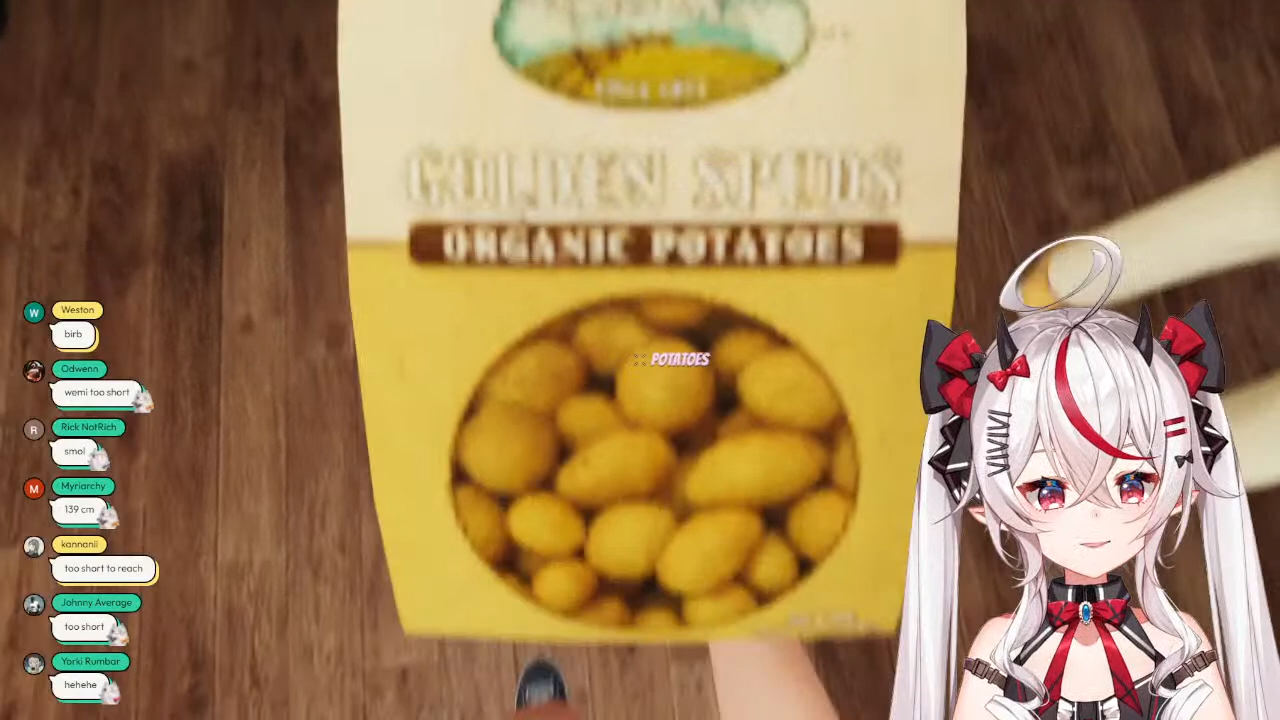 GOLDEN SPUDS
ORGANIC POTATOES
POTATOES
Weston
birb
Odwenn
wemi too short
Rick NotRich
smol
Myriarchy
139 cm
kannanii
too short to reach
Johnny Average
too short
Yorki Rumbar
hehehe
W
R
M